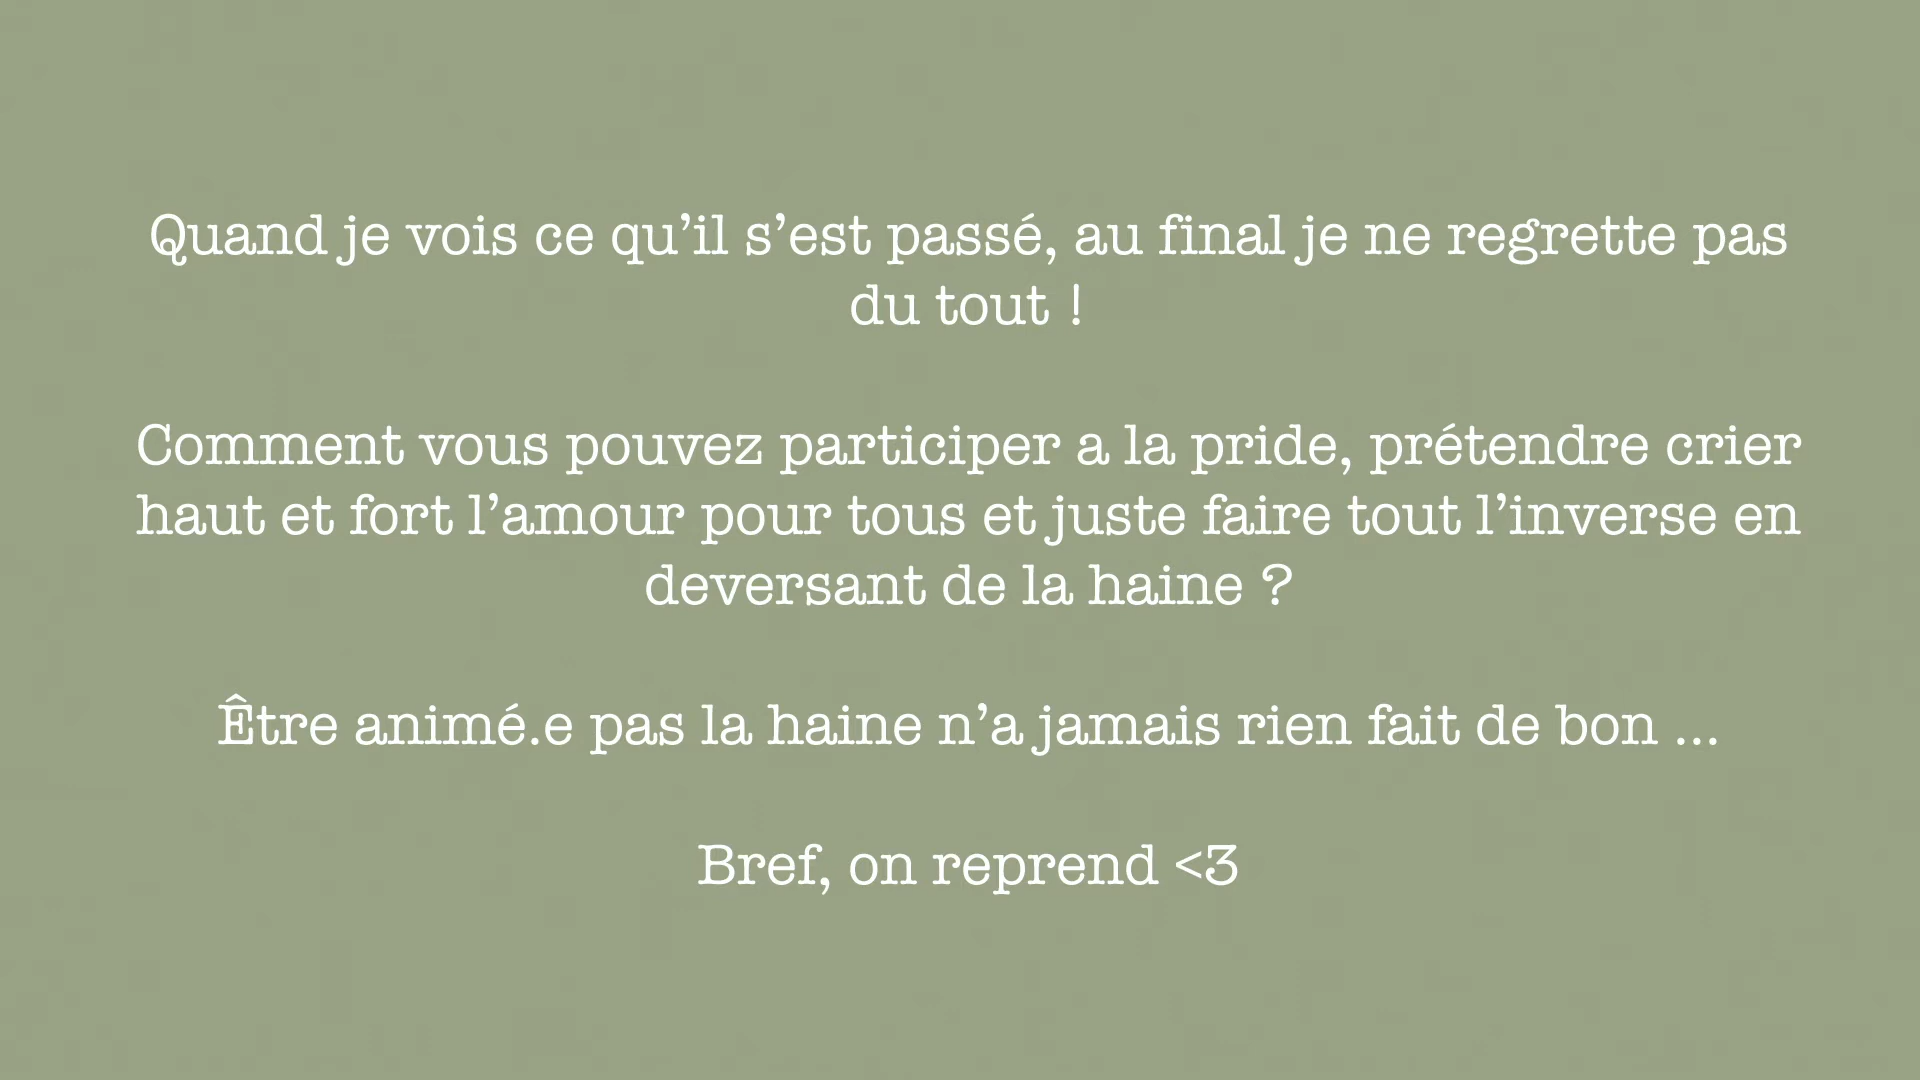 Quand je vois ce qu’il s’est passé, au final je ne regrette pas
du tout !
Comment vous pouvez participer a la pride, prétendre crier
haut et fort l’amour pour tous et juste faire tout l’inverse en
deversant de la haine ?
Être animé.e pas la haine n’a jamais rien fait de bon ...
Bref, on reprend <3